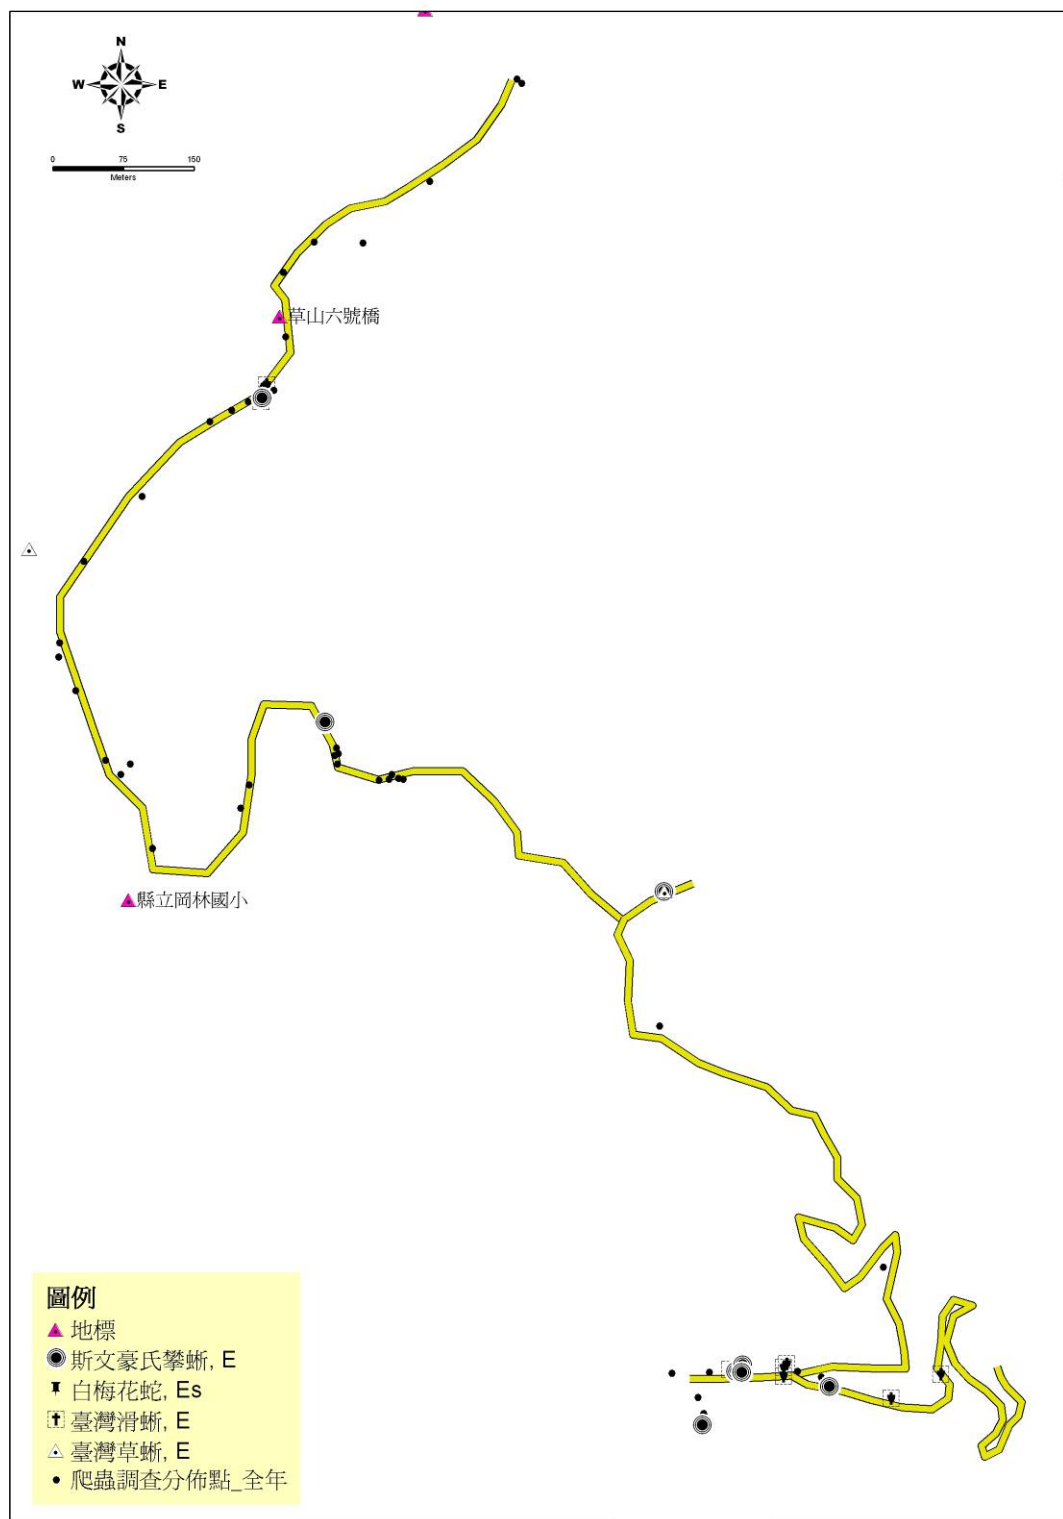 N
W E
S
0 75 150
Meters
草山六號橋
縣立岡林國小
圖例
地標
斯文豪氏攀蜥, E
白梅花蛇, Es
臺灣滑蜥, E
臺灣草蜥, E
爬蟲調查分佈點_全年